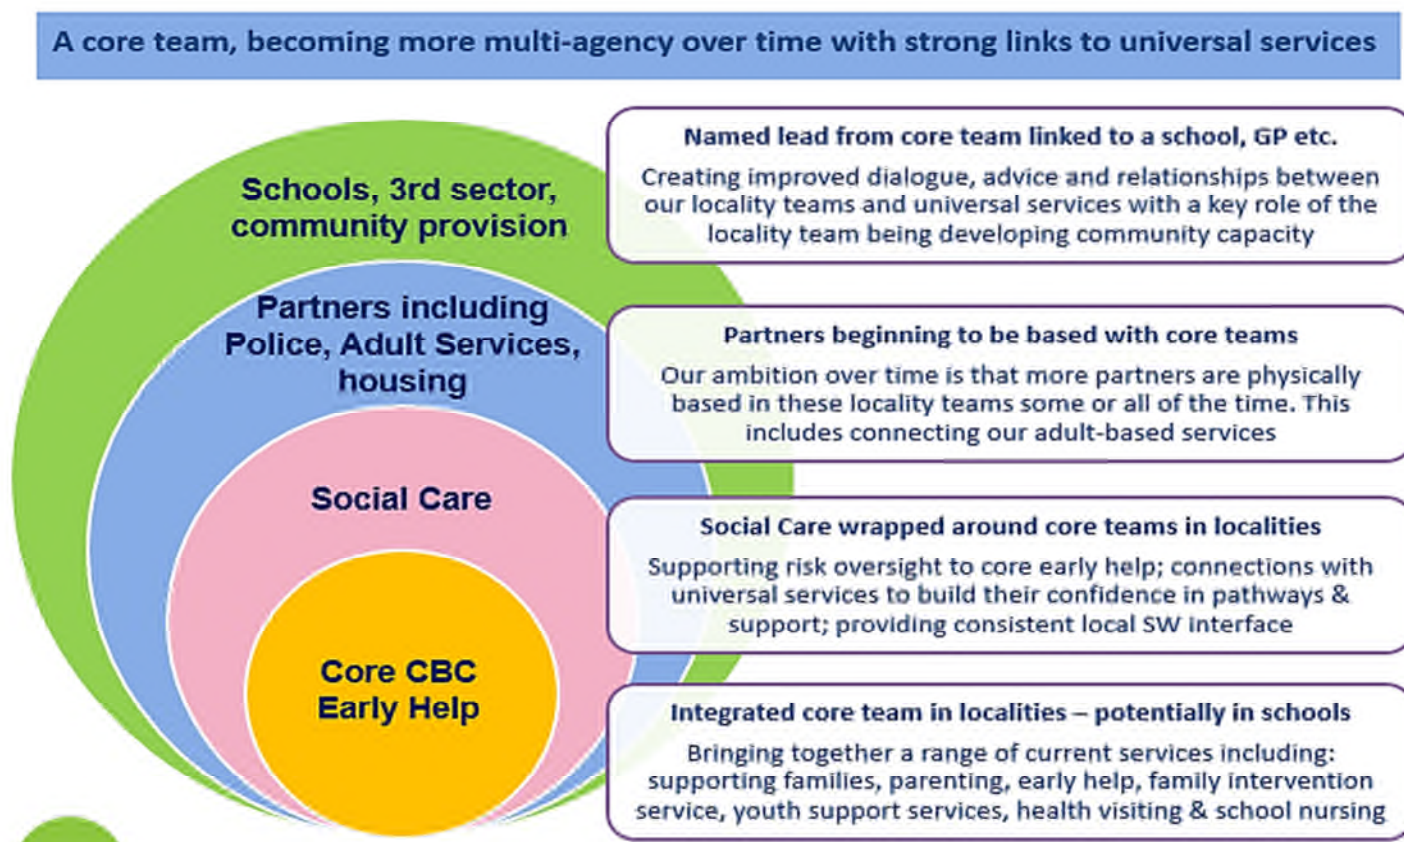 A core team, becoming more multi-agency over time with strong links to universal services
Schools, 3rd sector,
community provision
Named lead from core team linked to a school, GP etc.
Creating improved dialogue, advice and relationships between
our locality teams and universal services with a key role of the
locality team being developing community capacity
Partners including
Police, Adult Services,
housing
Partners beginning to be based with core teams
Our ambition over time is that more partners are physically
based in these locality teams some or all of the time. This
includes connecting our adult-based services
Social Care
Social Care wrapped around core teams in localities
Supporting risk oversight to core early help; connections with
universal services to build their confidence in pathways &
support; providing consistent local SW interface
Core CBC
Early Help
Integrated core team in localities – potentially in schools
Bringing together a range of current services including:
supporting families, parenting, early help, family intervention
service, youth support services, health visiting & school nursing